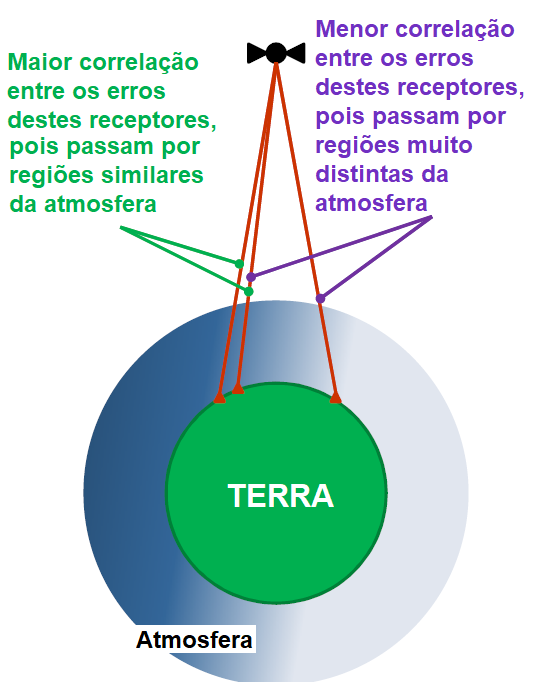 Maior correlação
entre os erros
destes receptores,
pois passam por
regiões similares
da atmosfera
Menor correlação
entre os erros
destes receptores,
pois passam por
regiões muito
distintas da
atmosfera
TERRA
Atmosfera